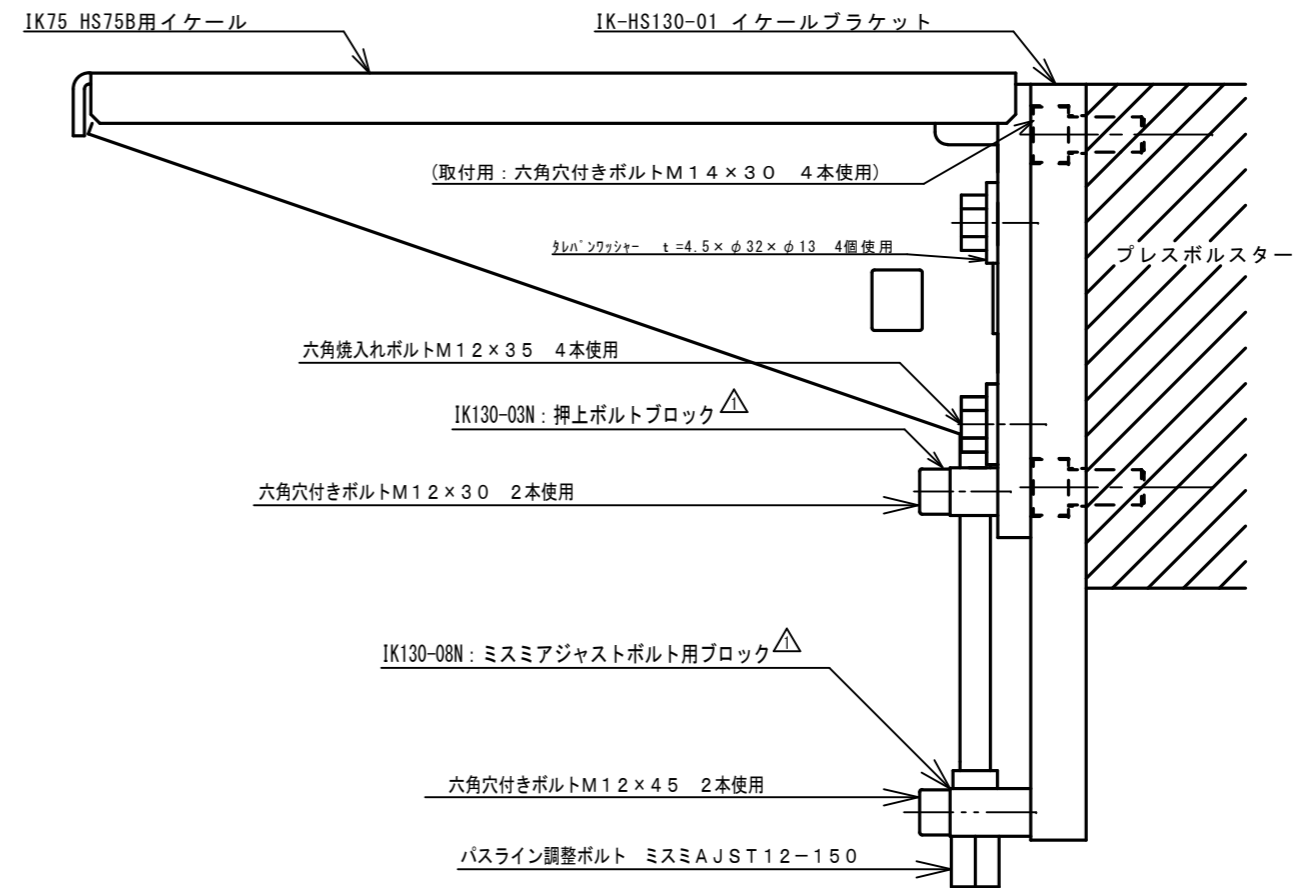 IK75 HS75B用イケール
IK-HS130-01 イケールブラケット
(取付用：六角穴付きボルトM14×30 4本使用)
ﾀﾚﾊﾟﾝﾜｯｼｬｰ t=4.5×φ32×φ13 4個使用
プレスボルスター
六角焼入れボルトM12×35 4本使用
IK130-03N：押上ボルトブロック 1
六角穴付きボルトM12×30 2本使用
IK130-08N：ミスミアジャストボルト用ブロック 1
六角穴付きボルトM12×45 2本使用
パスライン調整ボルト ミスミAJST12-150